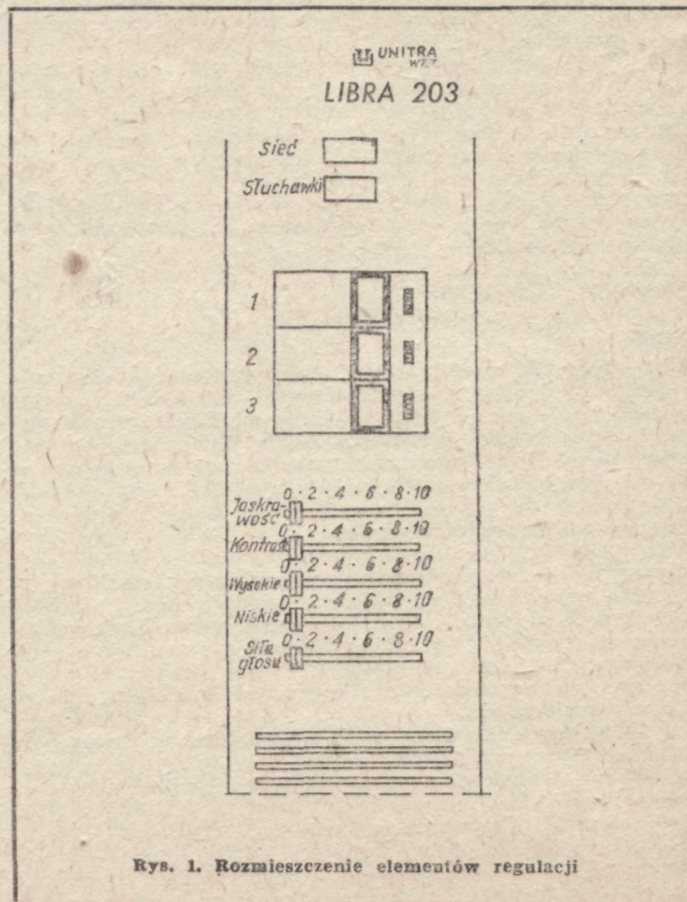 UNITRA
WZT
LIBRA 203
sieć
Słuchawki
1
2
3
0·2·4·6·8·10
Jaskra-
wość
0·2·4·6·8·10
Kontrast
0·2·4·6·8·10
Wysokie
0·2·4·6·8·10
Niskie
0·2·4·6·8·10
Siła
głosu
Rys. 1. Rozmieszczenie elementów regulacji